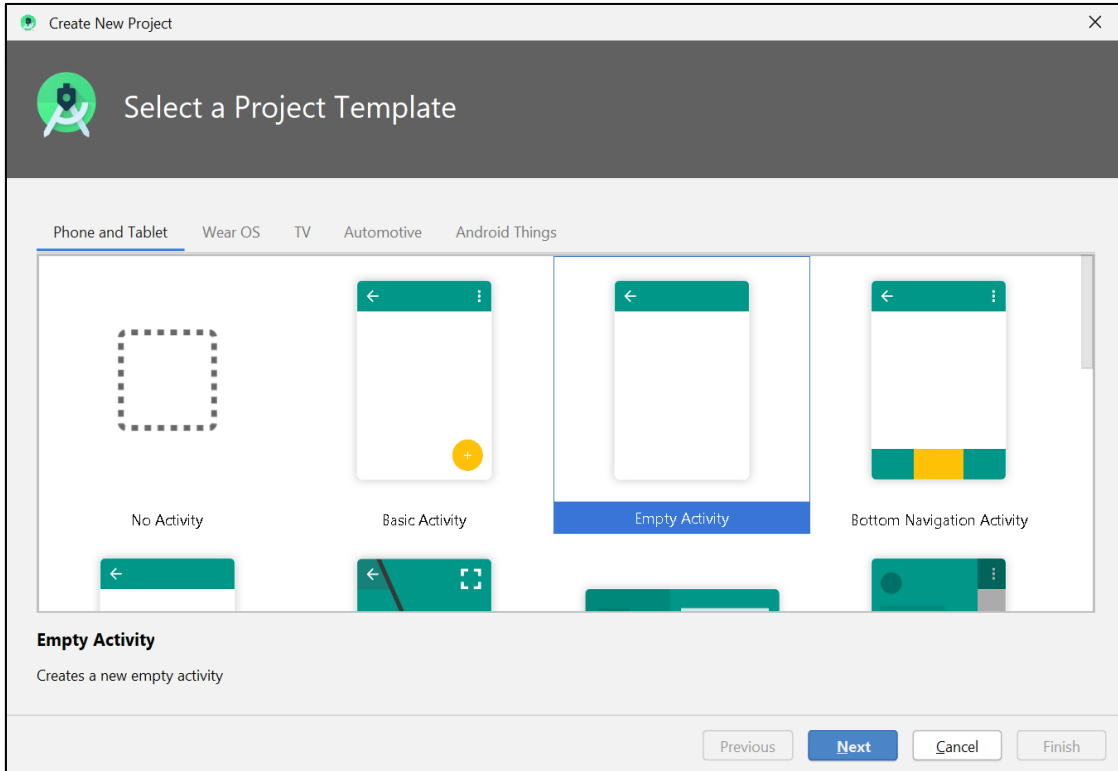 Create New Project
Select a Project Template
Phone and Tablet Wear OS TV Automotive Android Things
No Activity Basic Activity Empty Activity Bottom Navigation Activity
Empty Activity
Creates a new empty activity
Previous Next Cancel Finish